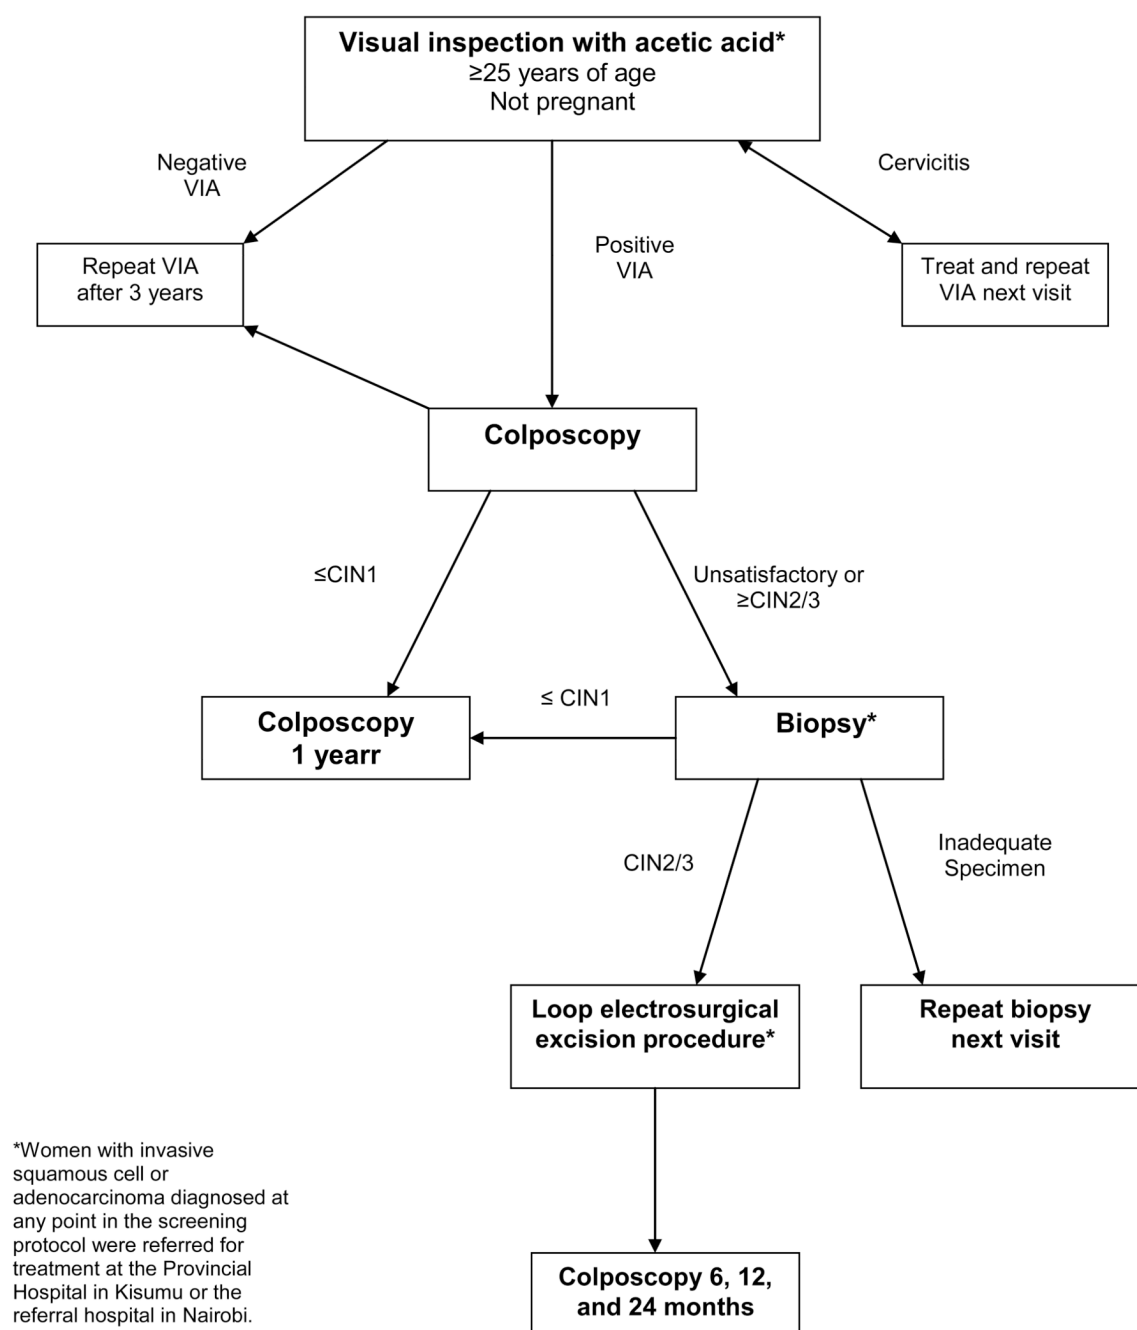 Visual inspection with acetic acid*
≥25 years of age
Not pregnant
Negative
VIA
Cervicitis
Positive
VIA
Repeat VIA
after 3 years
Treat and repeat
VIA next visit
Colposcopy
≤CIN1
Unsatisfactory or
≥CIN2/3
≤ CIN1
Colposcopy
1 yearr
Biopsy*
CIN2/3
Inadequate
Specimen
Loop electrosurgical
excision procedure*
Repeat biopsy
next visit
*Women with invasive
squamous cell or
adenocarcinoma diagnosed at
any point in the screening
protocol were referred for
treatment at the Provincial
Hospital in Kisumu or the
referral hospital in Nairobi.
Colposcopy 6, 12,
and 24 months